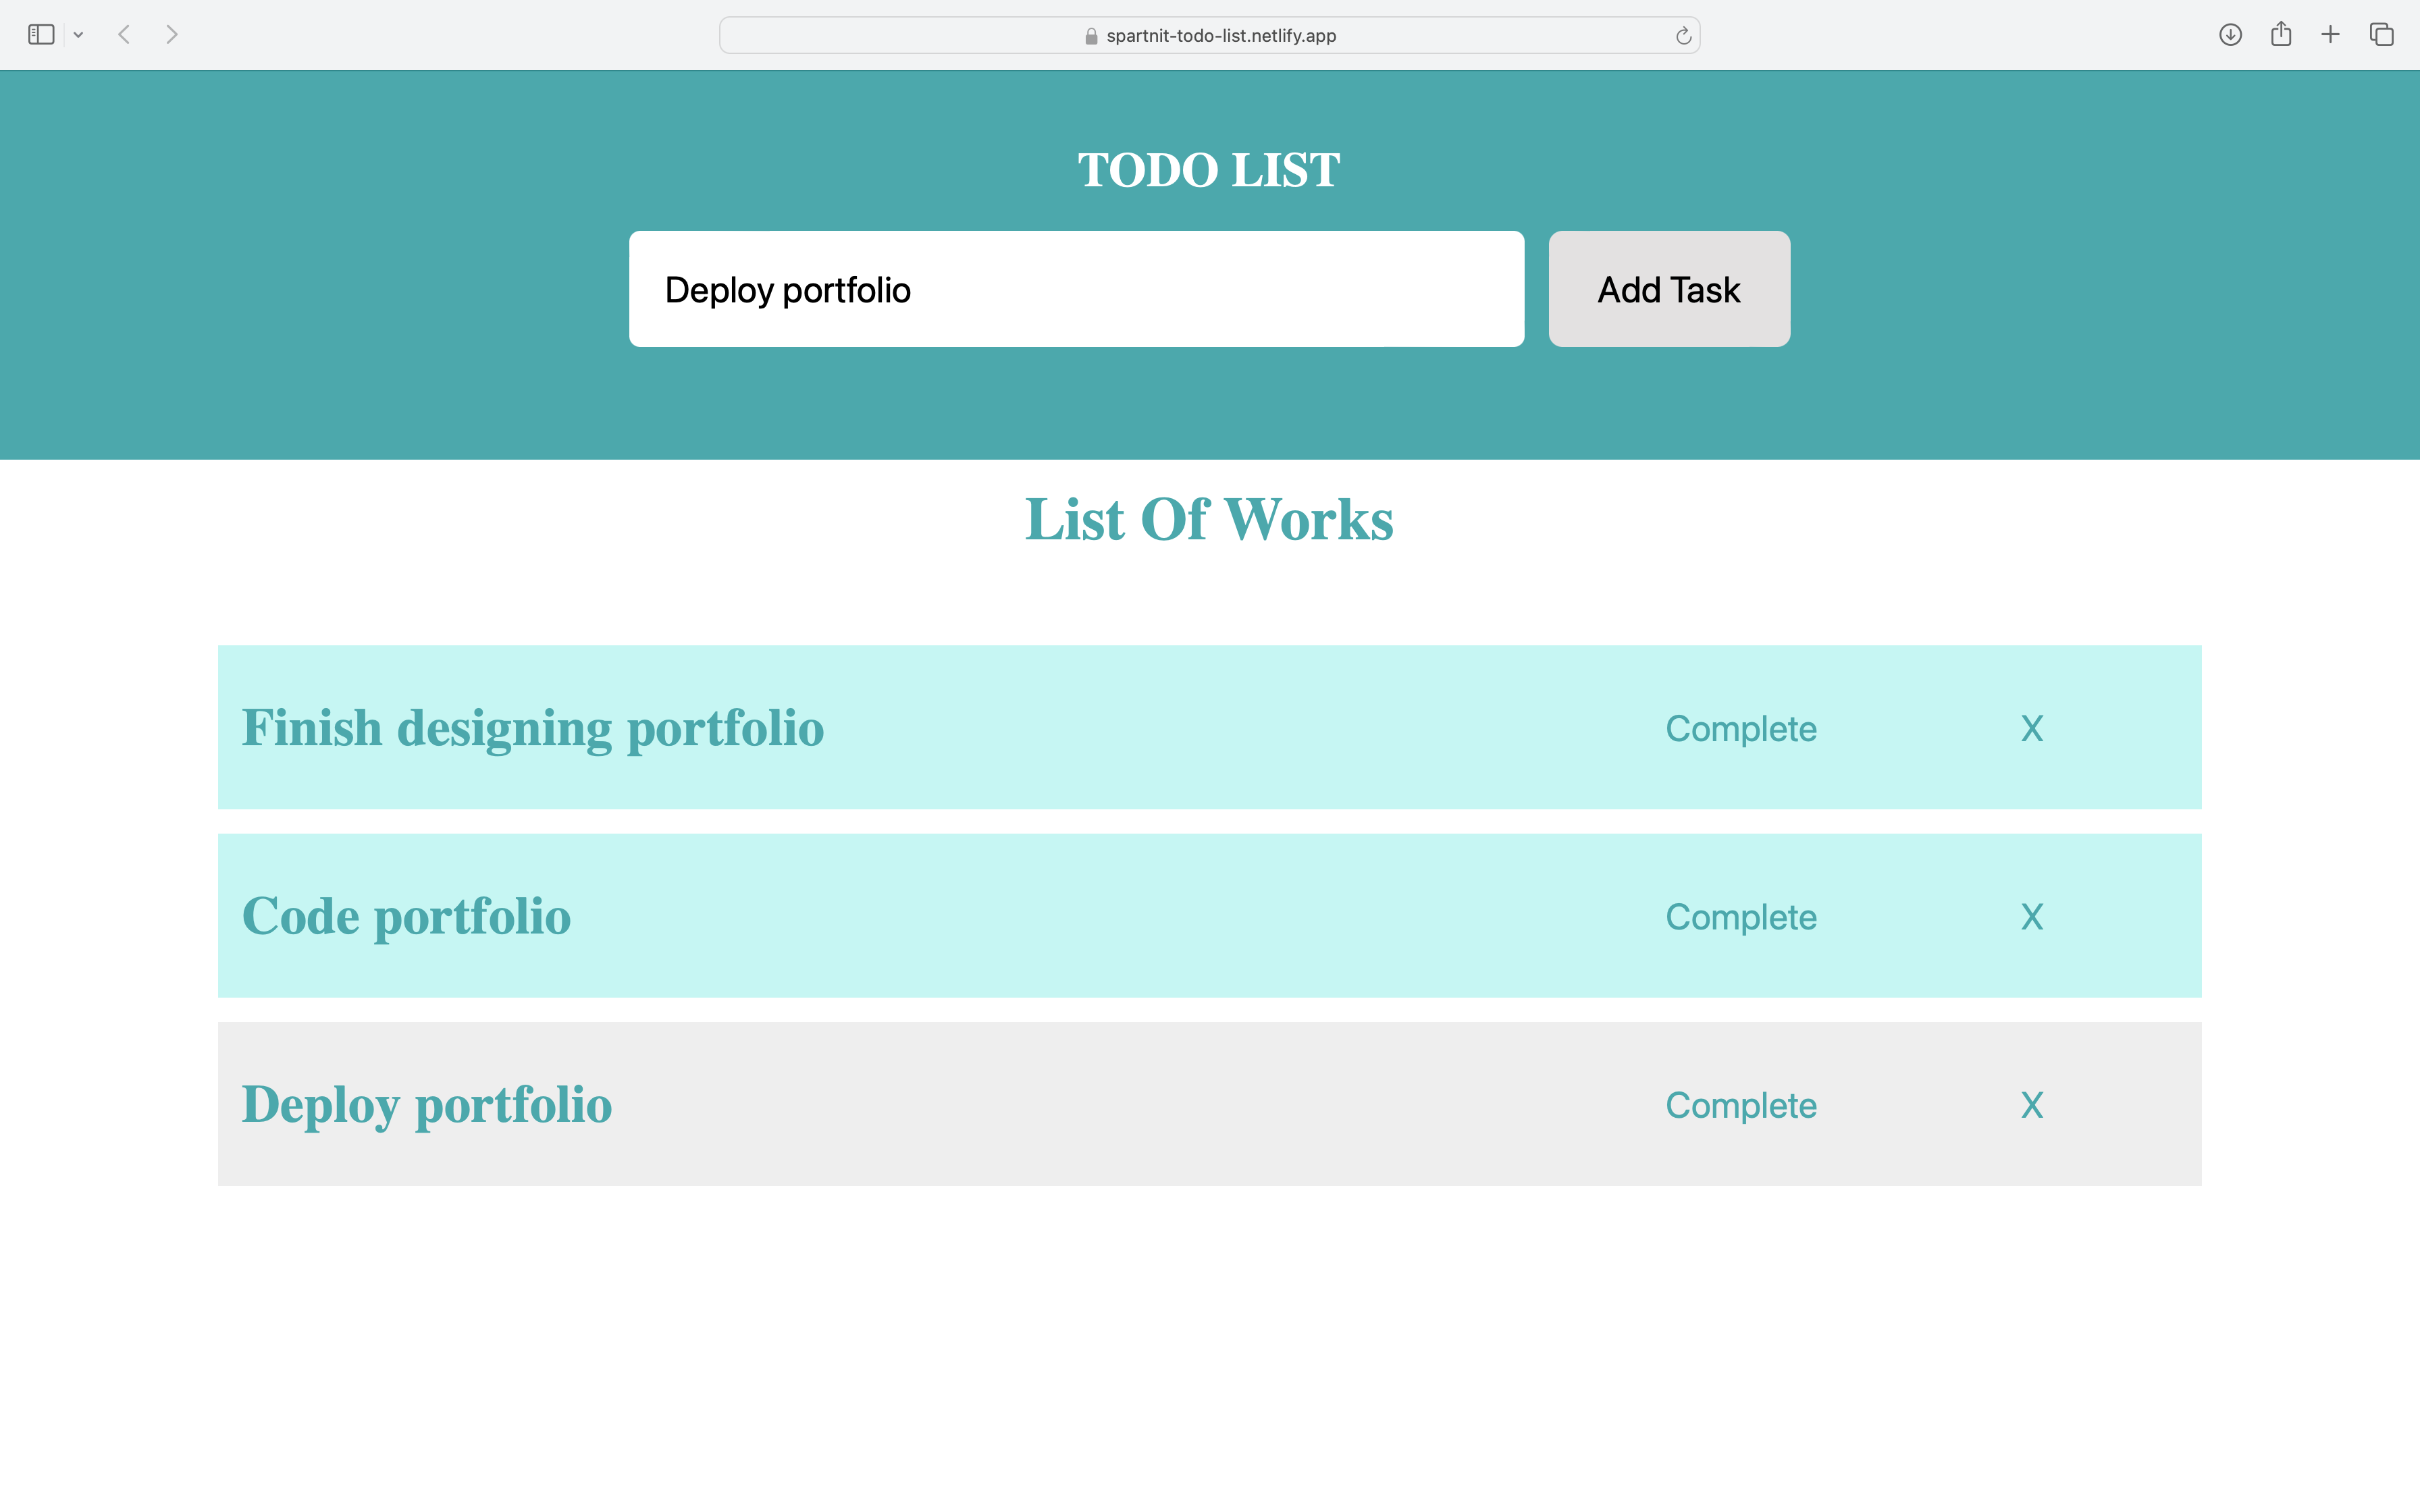 spartnit-todo-list.netlify.app
TODO LIST
Deploy portfolio
Add Task
List Of Works
Finish designing portfolio
Complete
X
Code portfolio
Complete
X
Deploy portfolio
Complete
X